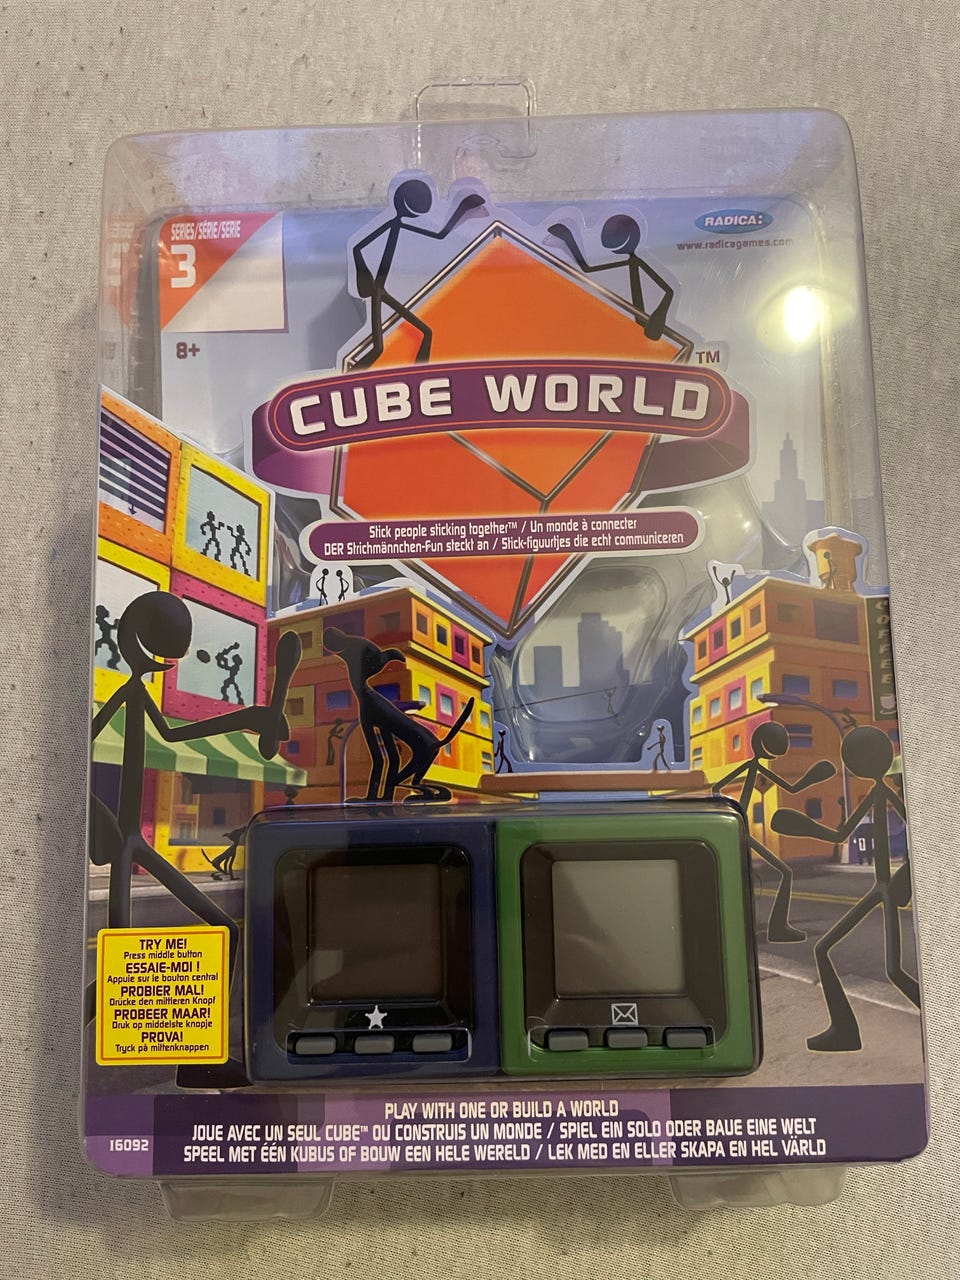 SERIES/SÉRIE/SERIE
3
8+
RADICA:
www.radicagames.com
CUBE WORLD™
Stick people sticking together™ / Un monde à connecter
DER Strichmännchen-Fun steckt an / Stick-figuurtjes die echt communiceren
COFFEE
TRY ME!
Press middle button
ESSAIE-MOI !
Appuie sur le bouton central
PROBIER MAL!
Drücke den mittleren Knopf
PROBEER MAAR!
Druk op middelste knopje
PROVA!
Tryck på mittenknappen
PLAY WITH ONE OR BUILD A WORLD
JOUE AVEC UN SEUL CUBE™ OU CONSTRUIS UN MONDE / SPIEL EIN SOLO ODER BAUE EINE WELT
I6092
SPEEL MET ÉÉN KUBUS OF BOUW EEN HELE WERELD / LEK MED EN ELLER SKAPA EN HEL VÄRLD